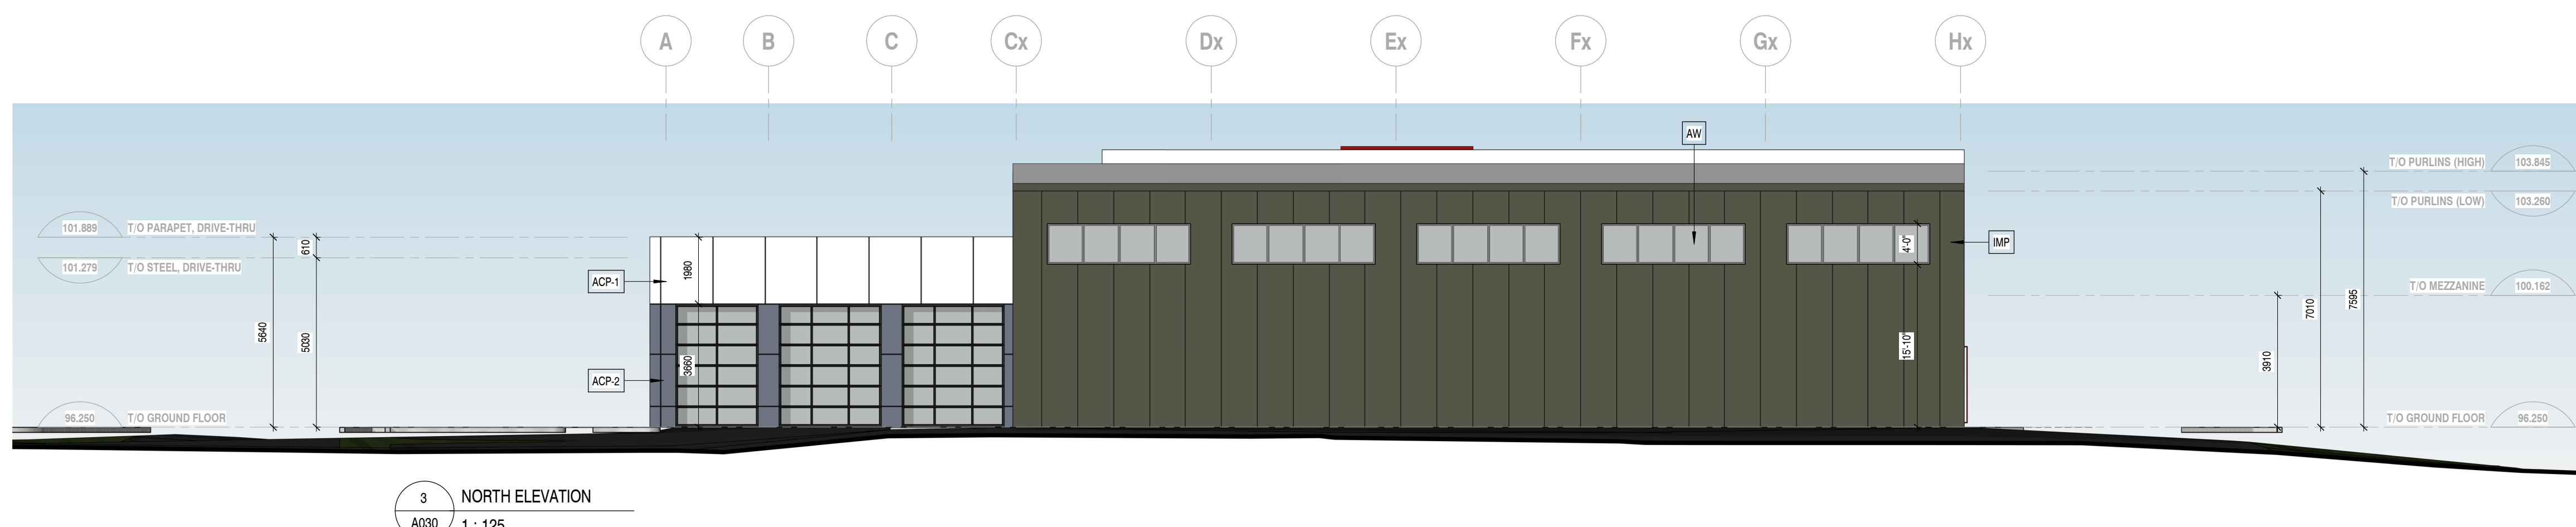 A B C Cx Dx Ex Fx Gx Hx
AW
T/O PURLINS (HIGH) 103.845
T/O PURLINS (LOW) 103.260
101.889 T/O PARAPET, DRIVE-THRU
610
101.279 T/O STEEL, DRIVE-THRU
4'-0"
IMP
ACP-1
1980
T/O MEZZANINE 100.162
5640
5030
7010
7595
15'-10"
3660
3910
ACP-2
96.250 T/O GROUND FLOOR
T/O GROUND FLOOR 96.250
3 NORTH ELEVATION
A030 1 : 125